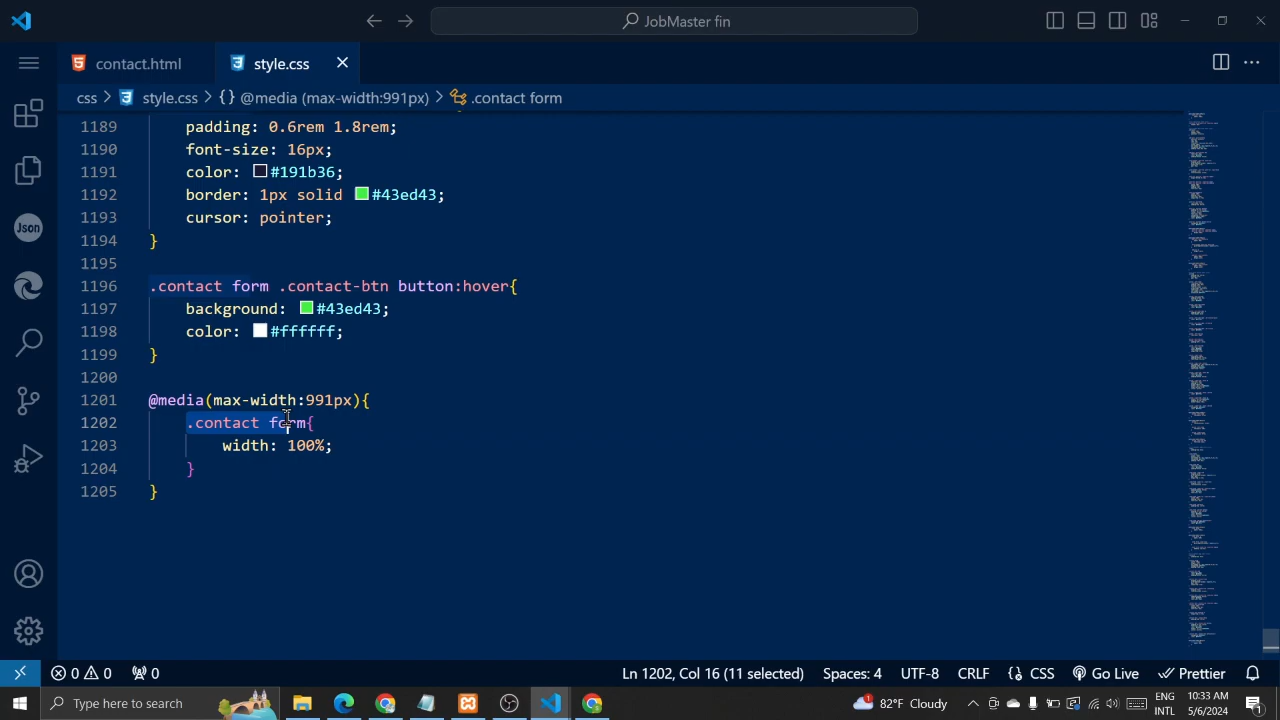 JobMaster fin
contact.html
style.css
css > style.css > {} @media (max-width:991px) > .contact form
1189 padding: 0.6rem 1.8rem;
1190 font-size: 16px;
1191 color: #191b36;
1192 border: 1px solid #43ed43;
1193 cursor: pointer;
1194 }
1195
1196 .contact form .contact-btn button:hover{
1197 background: #43ed43;
1198 color: #ffffff;
1199 }
1200
1201 @media(max-width:991px){
1202 .contact form{
1203 width: 100%;
1204 }
1205 }
Json
0 0 0 Ln 1202, Col 16 (11 selected) Spaces: 4 UTF-8 CRLF {} CSS Go Live Prettier
Type here to search
1 82° Cloudy
ENG
INTL
10:33 AM
5/6/2024
1